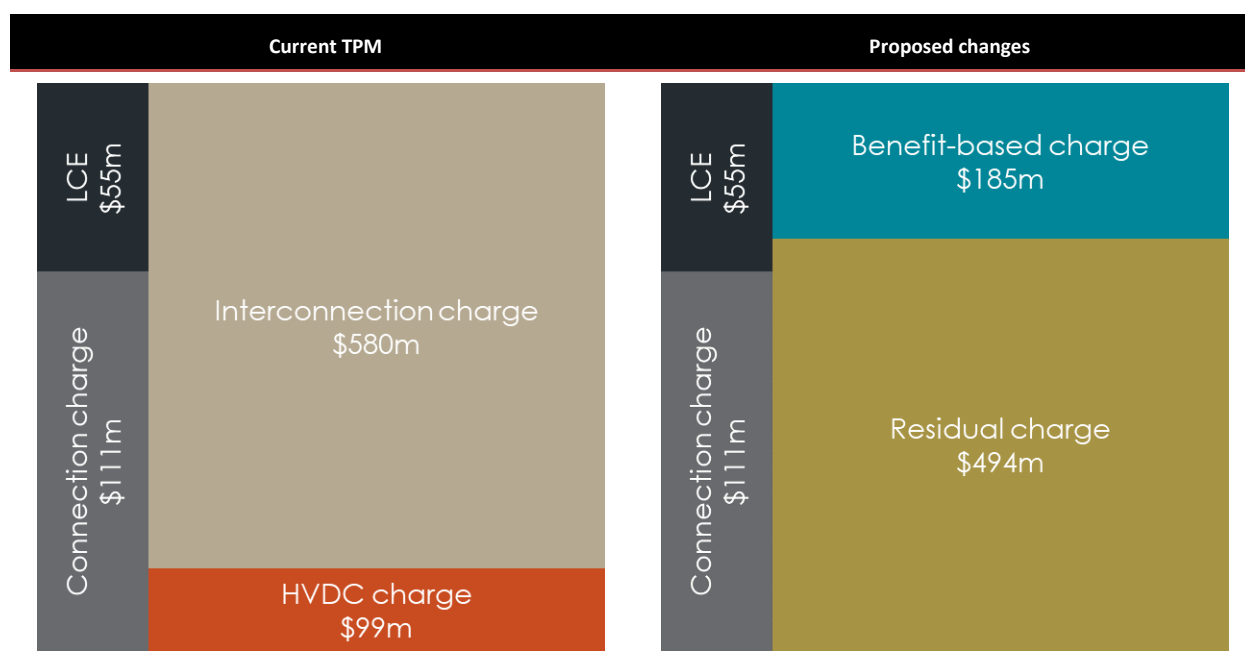 Current TPM
Proposed changes
LCE
$55m
Interconnection charge
$580m
Connection charge
$111m
HVDC charge
$99m
LCE
$55m
Benefit-based charge
$185m
Connection charge
$111m
Residual charge
$494m